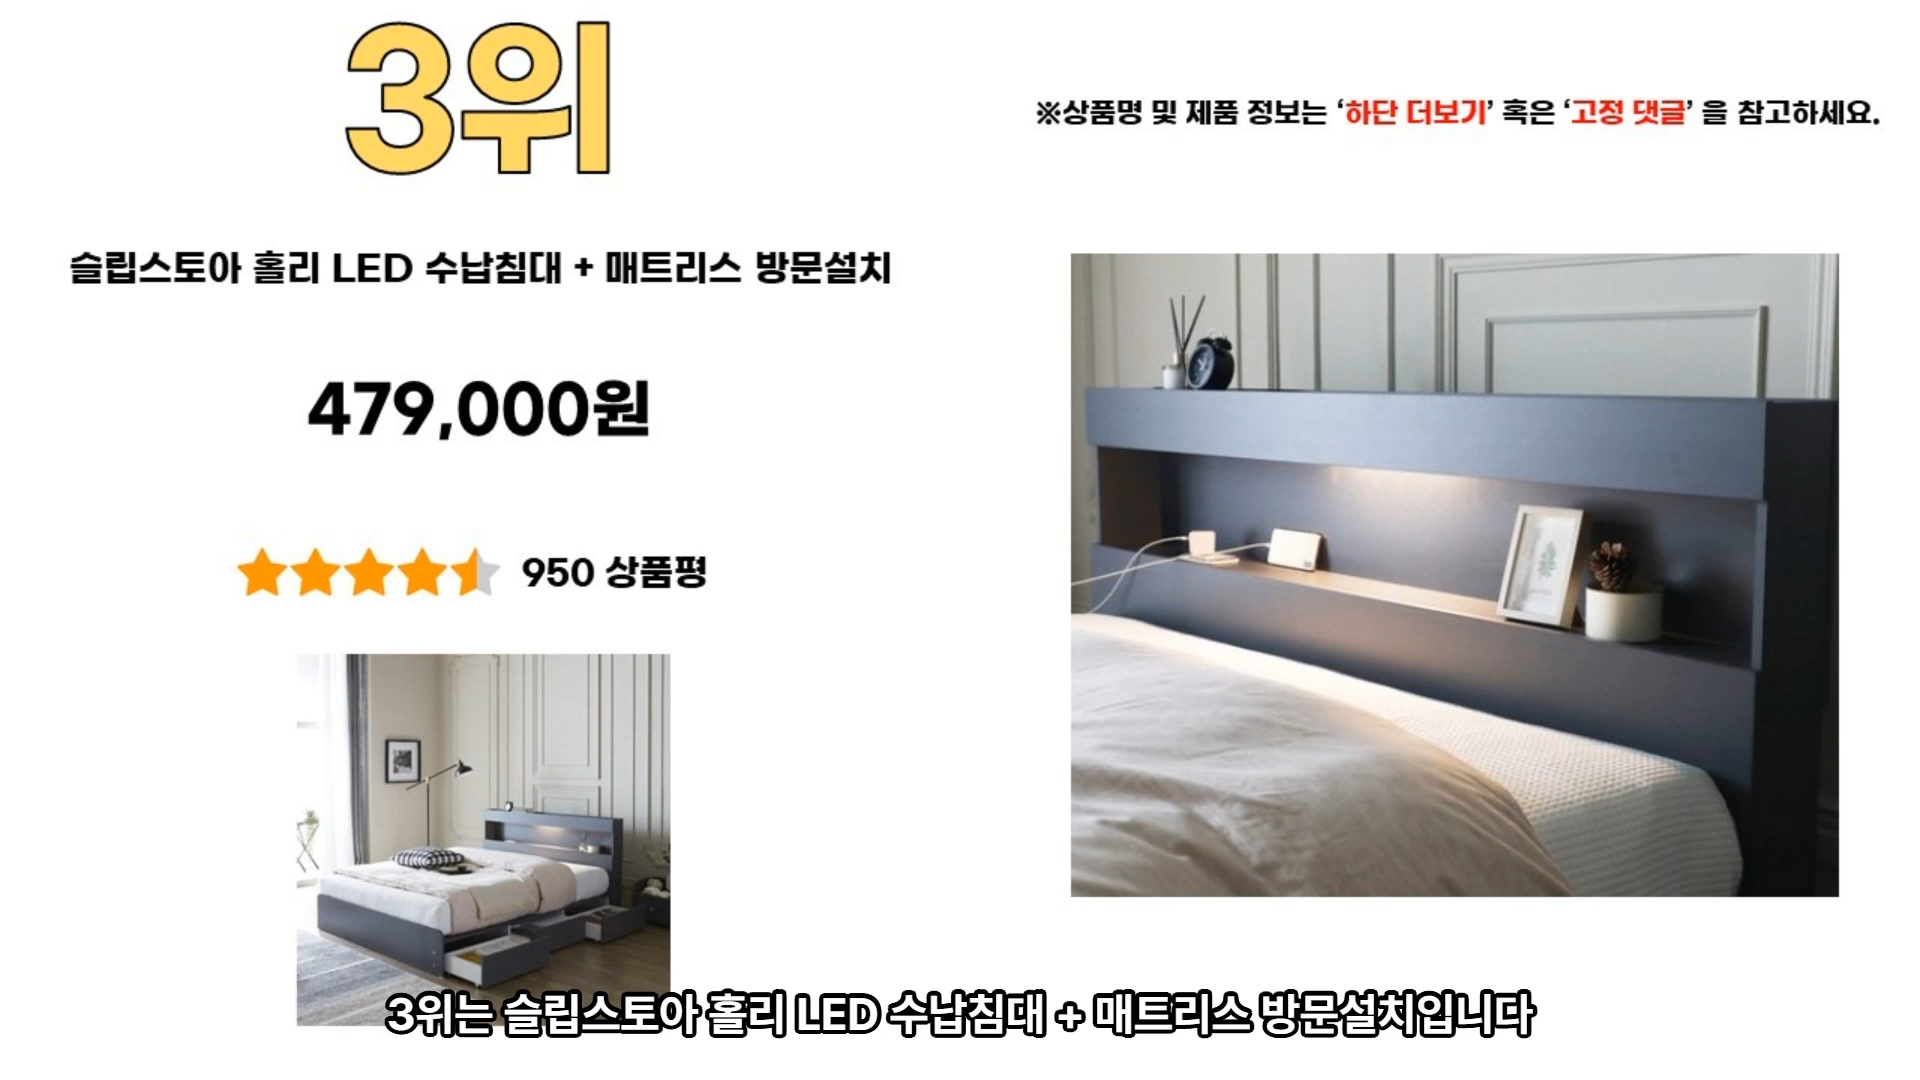 3위
※상품명 및 제품 정보는 ‘하단 더보기’ 혹은 ‘고정 댓글’ 을 참고하세요.
슬립스토아 홀리 LED 수납침대 + 매트리스 방문설치
479,000원
950 상품평
3위는 슬립스토아 홀리 LED 수납침대 + 매트리스 방문설치입니다